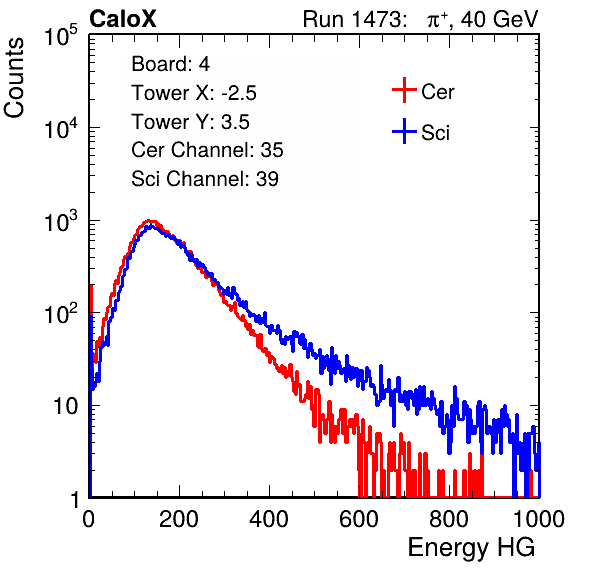 CaloX Run 1473: π⁺, 40 GeV
Counts
Board: 4
Tower X: -2.5
Tower Y: 3.5
Cer Channel: 35
Sci Channel: 39
Cer
Sci
10⁵
10⁴
10³
10²
10
1
0 200 400 600 800 1000
Energy HG